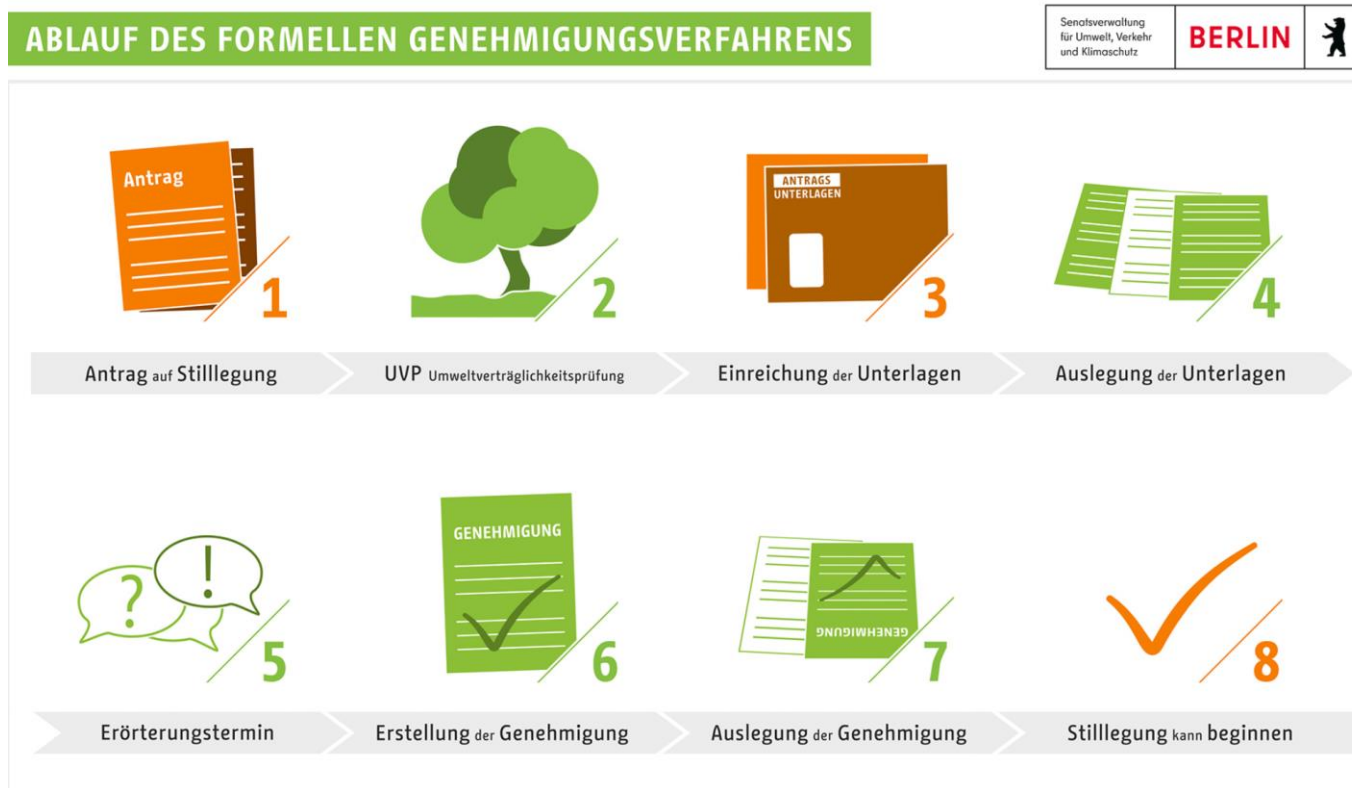 ABLAUF DES FORMELLEN GENEHMIGUNGSVERFAHRENS
Senatsverwaltung
für Umwelt, Verkehr
und Klimaschutz
BERLIN
Antrag
1
2
ANTRAGS
UNTERLAGEN
3
4
Antrag auf Stilllegung
UVP Umweltverträglichkeitsprüfung
Einreichung der Unterlagen
Auslegung der Unterlagen
?
!
5
GENEHMIGUNG
6
GENEHMIGUNG
7
8
Erörterungstermin
Erstellung der Genehmigung
Auslegung der Genehmigung
Stilllegung kann beginnen